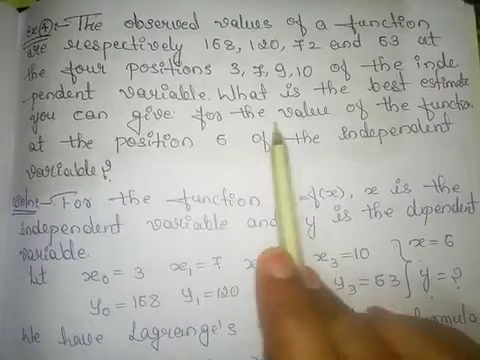 Ex(4):- The observed values of a function
are respectively 168, 120, 72 and 63 at
the four positions 3, 7, 9, 10 of the inde
pendent variable. What is the best estimate
you can give for the value of the function
at the position 6 of the independent
variable?
Soln:- For the function =f(x), x is the
independent variable and y is the dependent
variable.
Let x₀ = 3 x₁ = 7 x₃ = 10 } x = 6
y₀ = 168 y₁ = 120 y₃ = 63 } y = ?
We have Lagrange's formula